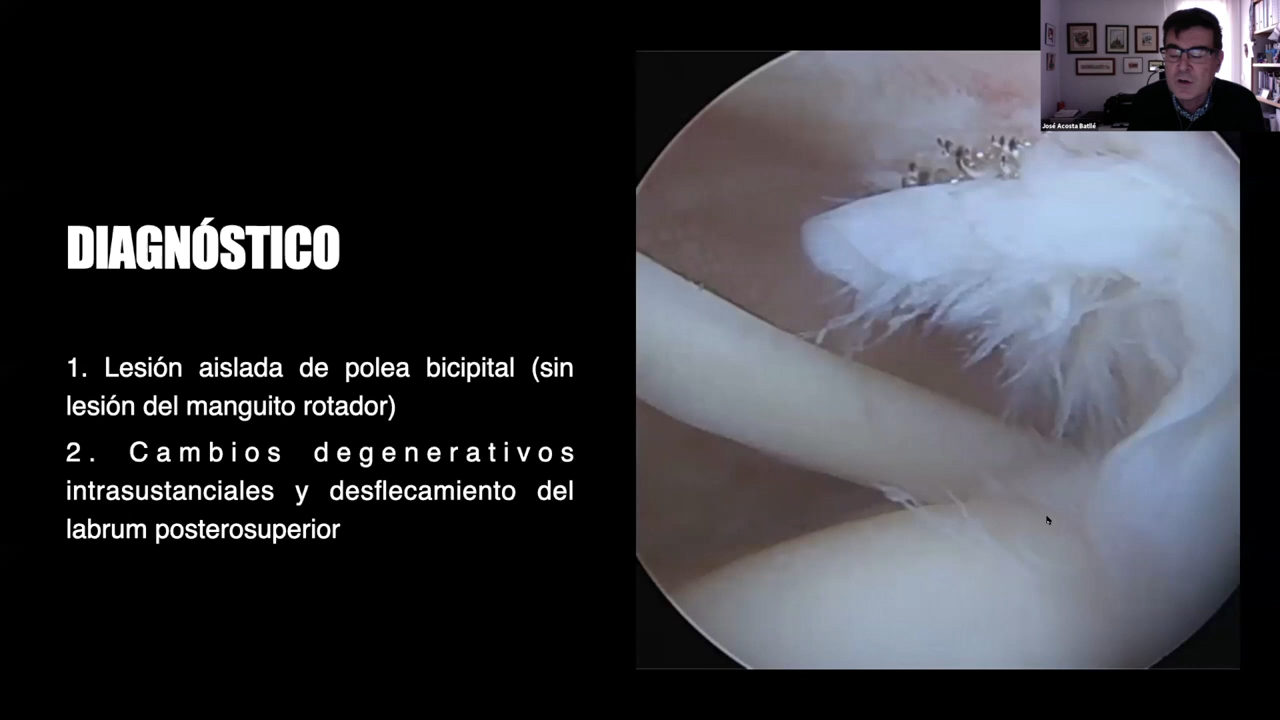 José Acosta Batllé
DIAGNÓSTICO
1. Lesión aislada de polea bicipital (sin
lesión del manguito rotador)
2. Cambios degenerativos
intrasustanciales y desflecamiento del
labrum posterosuperior